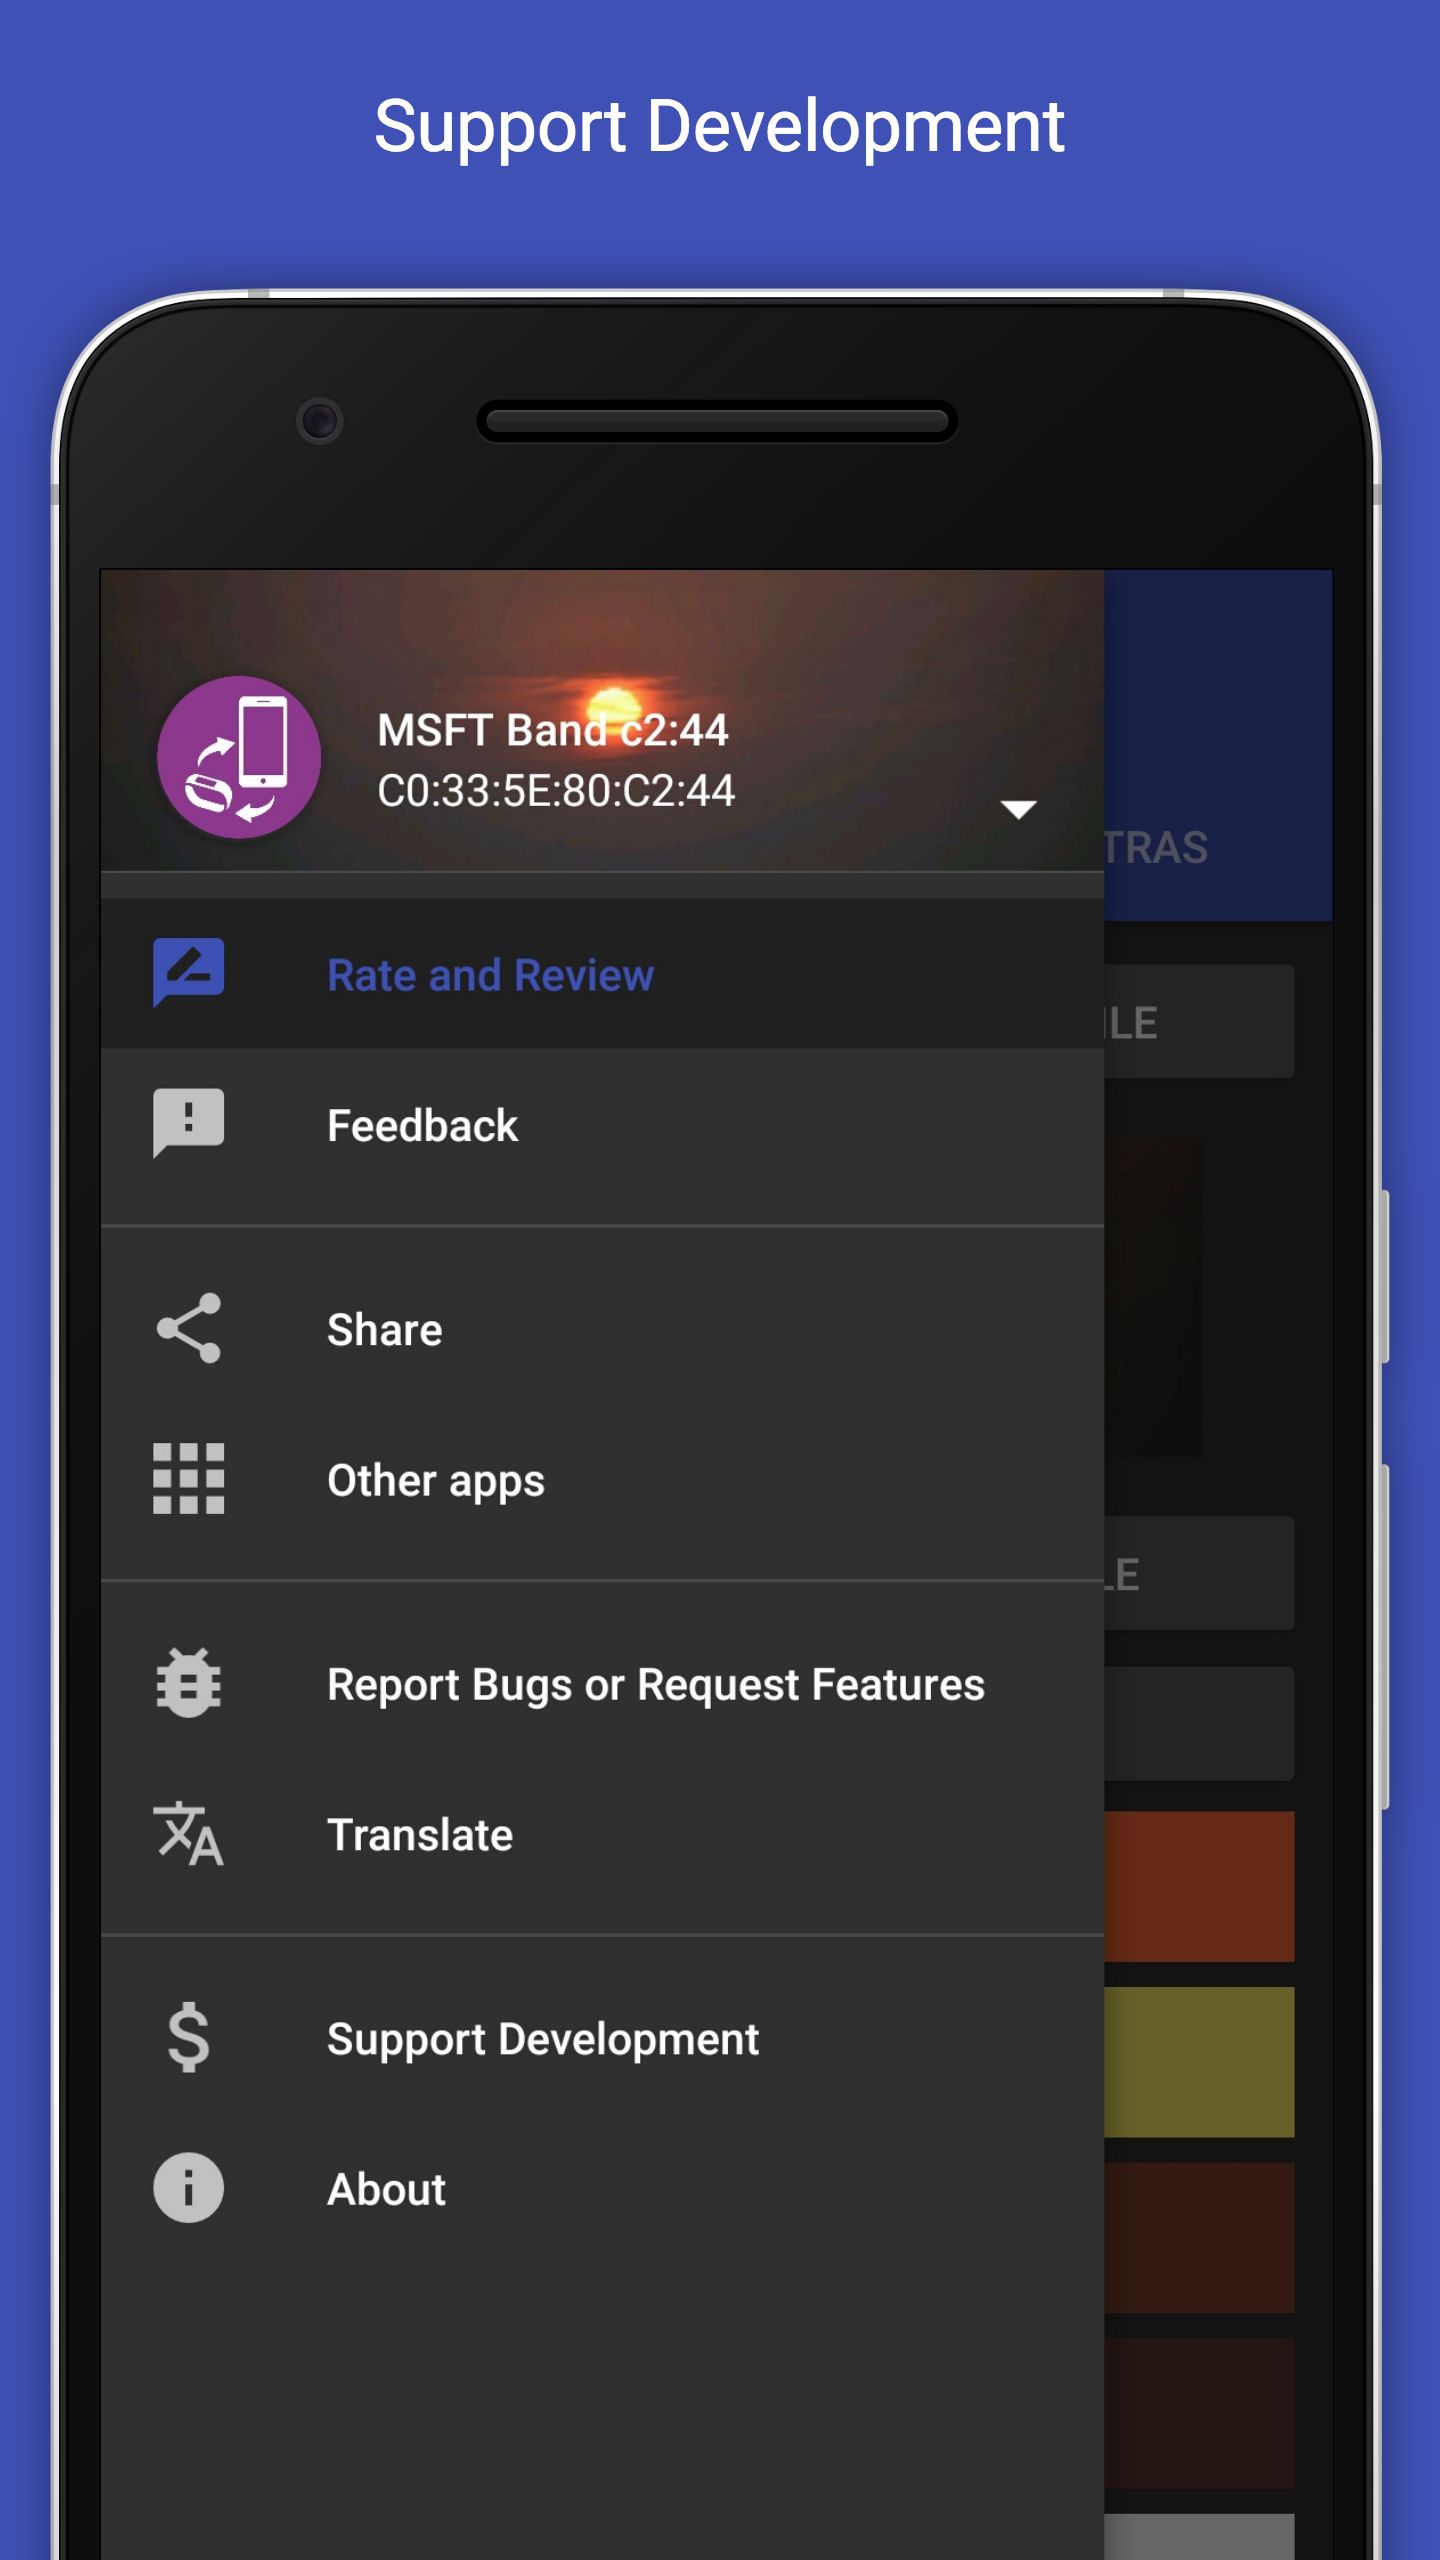 Support Development
MSFT Band c2:44
C0:33:5E:80:C2:44
TRAS
Rate and Review
ILE
Feedback
Share
Other apps
LE
Report Bugs or Request Features
Translate
Support Development
About